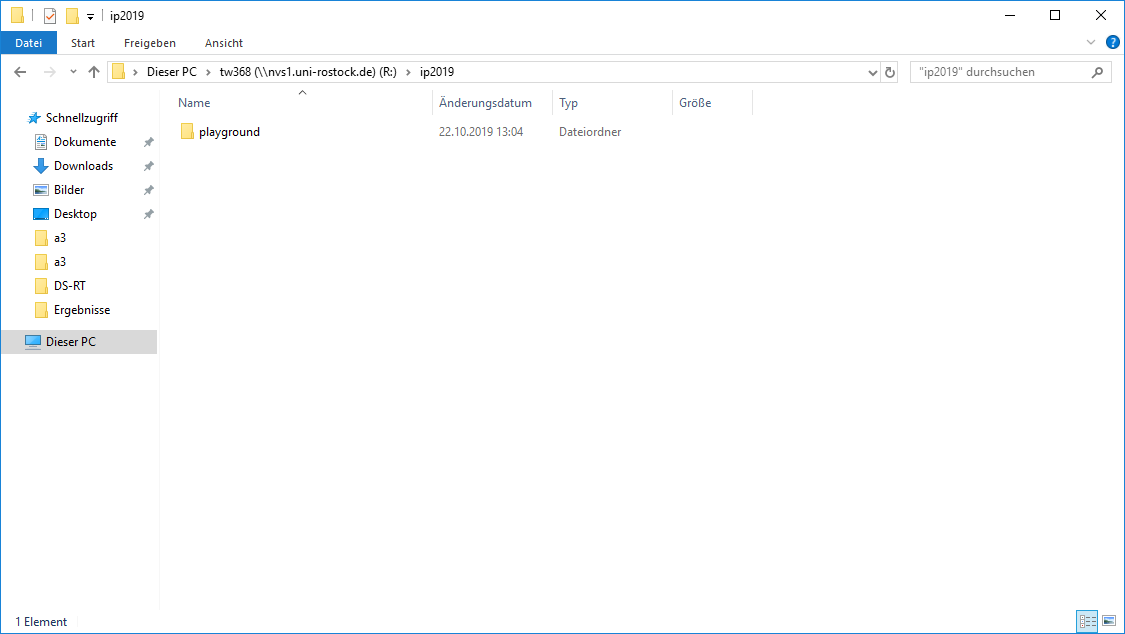 ip2019
Datei Start Freigeben Ansicht ?
Dieser PC tw368 (\\nvs1.uni-rostock.de) (R:) ip2019 "ip2019" durchsuchen
Name Änderungsdatum Typ Größe
playground 22.10.2019 13:04 Dateiordner
Schnellzugriff
Dokumente
Downloads
Bilder
Desktop
a3
a3
DS-RT
Ergebnisse
Dieser PC
1 Element